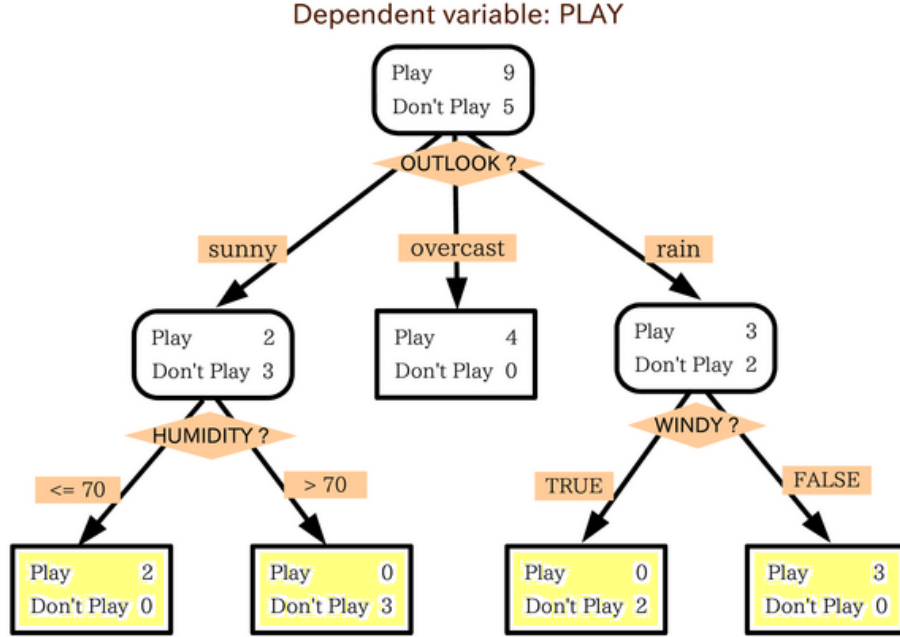 Dependent variable: PLAY
Play 9
Don't Play 5
OUTLOOK ?
sunny
overcast
rain
Play 2
Don't Play 3
Play 4
Don't Play 0
Play 3
Don't Play 2
HUMIDITY ?
WINDY ?
<= 70
> 70
TRUE
FALSE
Play 2
Don't Play 0
Play 0
Don't Play 3
Play 0
Don't Play 2
Play 3
Don't Play 0